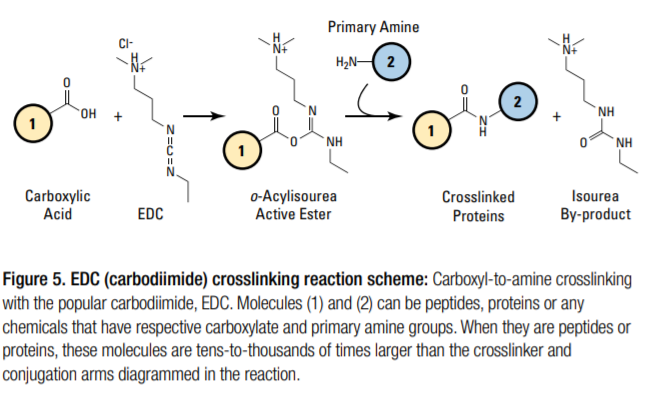 Primary Amine
Cl-
H
N+
H
N+
H₂N—
2
H
N+
O
OH
1
+
N
C
N
O
O
N
NH
1
O
N
H
1
2
+
NH
O
NH
Carboxylic
Acid
EDC
o-Acylisourea
Active Ester
Crosslinked
Proteins
Isourea
By-product
Figure 5. EDC (carbodiimide) crosslinking reaction scheme: Carboxyl-to-amine crosslinking
with the popular carbodiimide, EDC. Molecules (1) and (2) can be peptides, proteins or any
chemicals that have respective carboxylate and primary amine groups. When they are peptides or
proteins, these molecules are tens-to-thousands of times larger than the crosslinker and
conjugation arms diagrammed in the reaction.